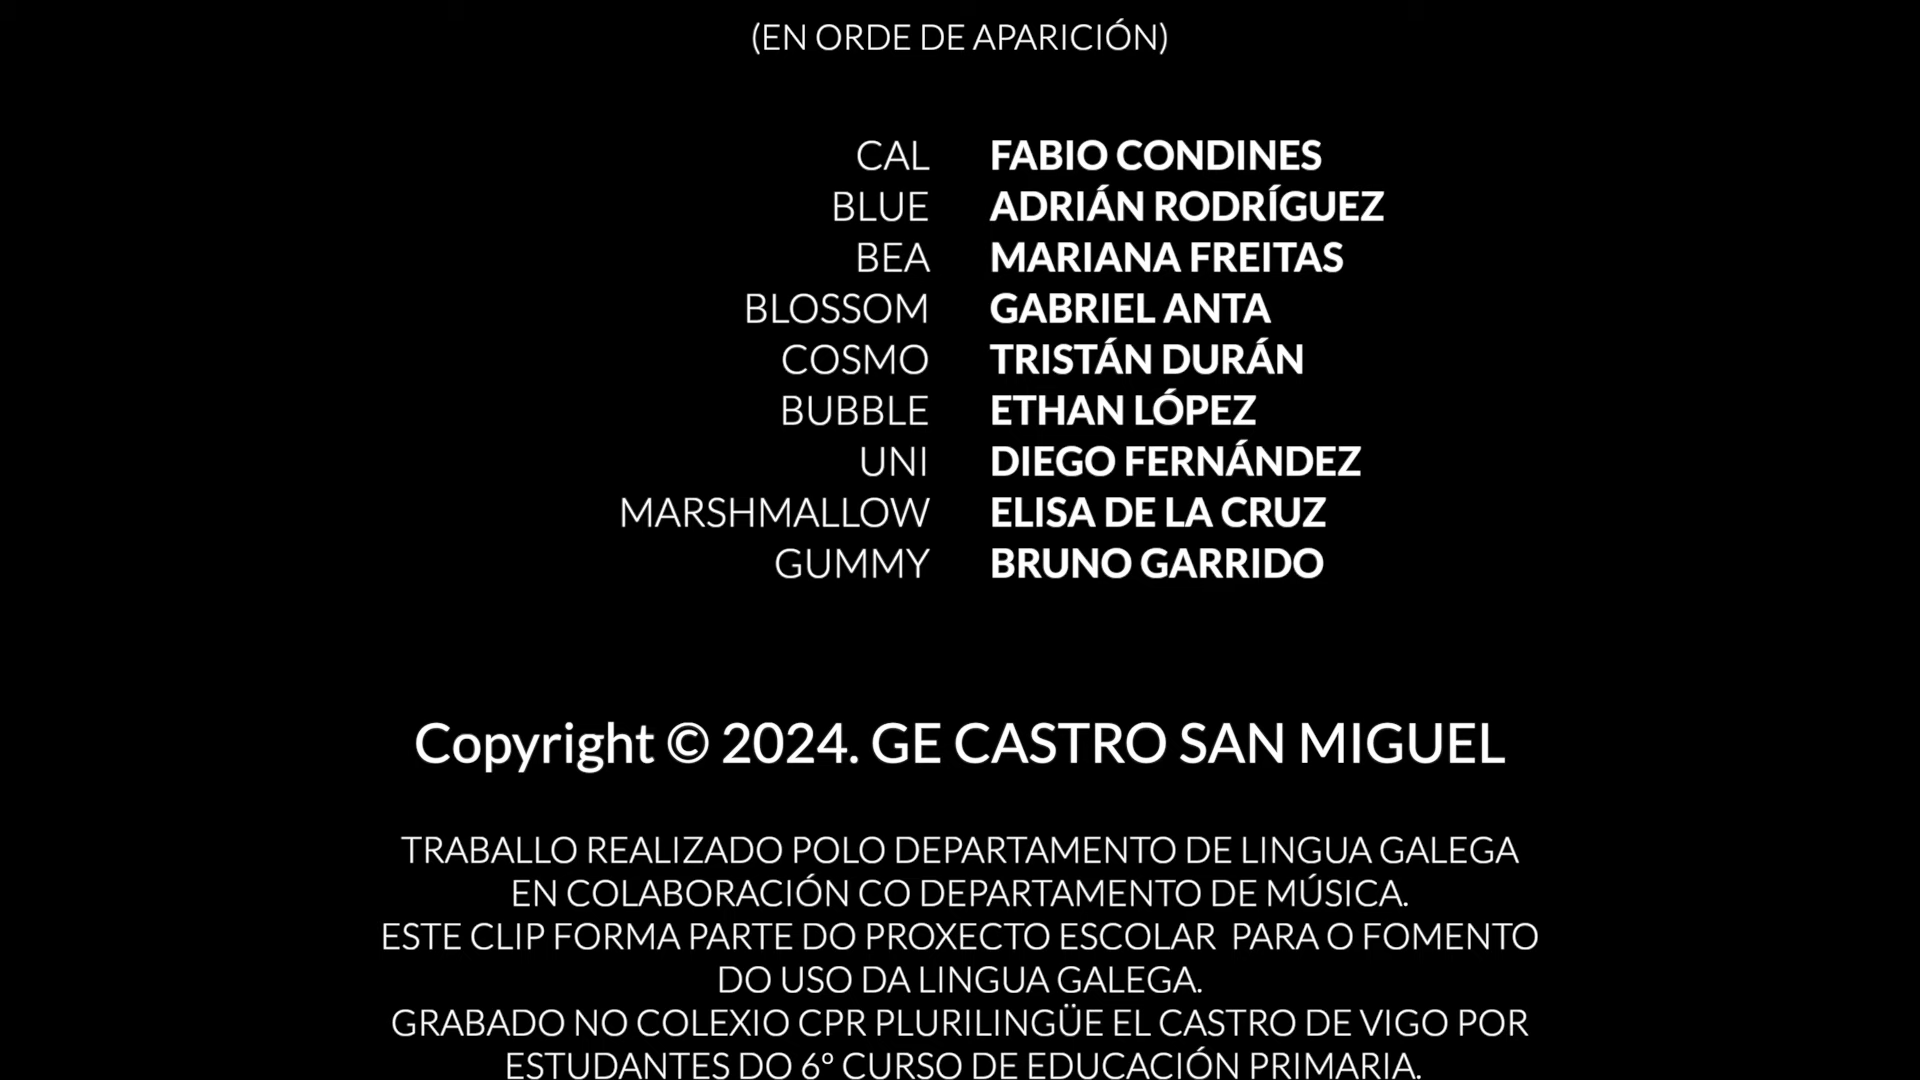 (EN ORDE DE APARICIÓN)
CAL FABIO CONDINES
BLUE ADRIÁN RODRÍGUEZ
BEA MARIANA FREITAS
BLOSSOM GABRIEL ANTA
COSMO TRISTÁN DURÁN
BUBBLE ETHAN LÓPEZ
UNI DIEGO FERNÁNDEZ
MARSHMALLOW ELISA DE LA CRUZ
GUMMY BRUNO GARRIDO
Copyright © 2024. GE CASTRO SAN MIGUEL
TRABALLO REALIZADO POLO DEPARTAMENTO DE LINGUA GALEGA
EN COLABORACIÓN CO DEPARTAMENTO DE MÚSICA.
ESTE CLIP FORMA PARTE DO PROXECTO ESCOLAR PARA O FOMENTO
DO USO DA LINGUA GALEGA.
GRABADO NO COLEXIO CPR PLURILINGÜE EL CASTRO DE VIGO POR
ESTUDANTES DO 6º CURSO DE EDUCACIÓN PRIMARIA.